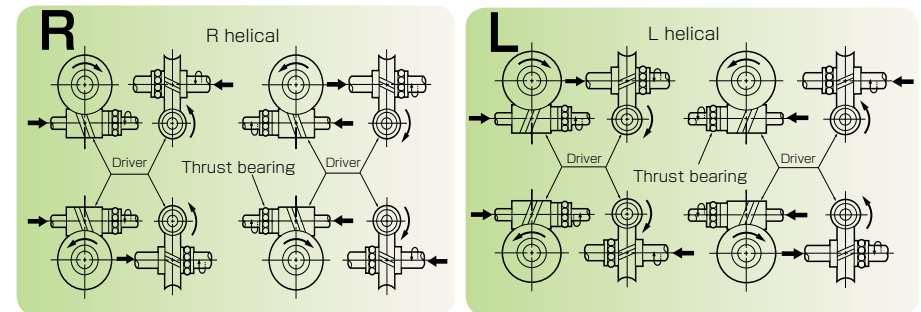 R
R helical
Driver
Thrust bearing
Driver
L
L helical
Driver
Thrust bearing
Driver